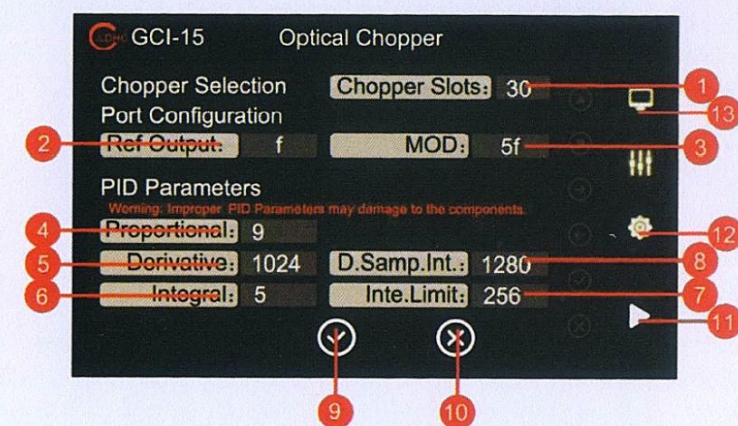 GCI-15 Optical Chopper
Chopper Selection Chopper Slots: 30 1
13
Port Configuration
2 Ref Output: f MOD: 5f 3
PID Parameters
Worning: Improper PID Parameters may damage to the components.
4 Proportional: 9 12
5 Derivative: 1024 D.Samp.Int.: 1280 8
6 Integral: 5 Inte.Limit: 256 7
11
9 10